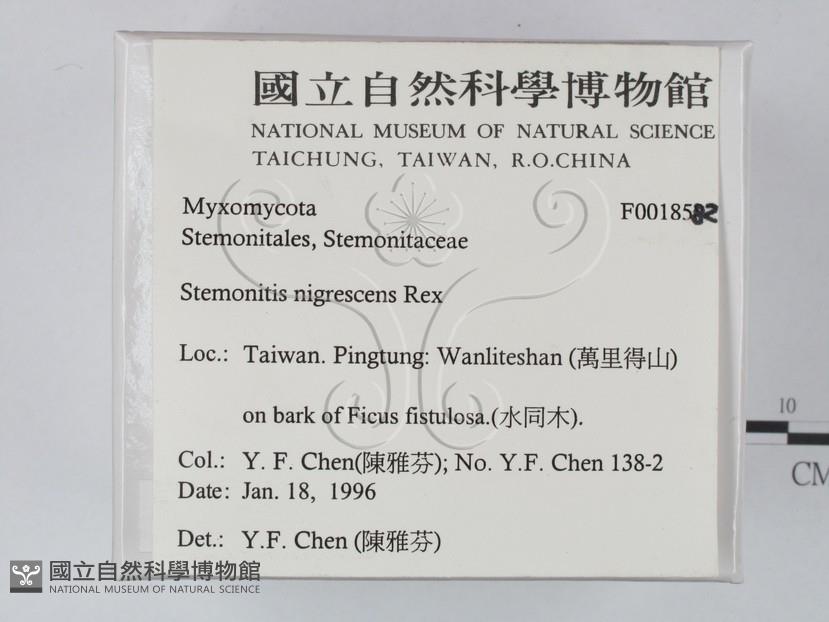 國立自然科學博物館
NATIONAL MUSEUM OF NATURAL SCIENCE
TAICHUNG, TAIWAN, R.O.CHINA
Myxomycota F0018582
Stemonitales, Stemonitaceae
Stemonitis nigrescens Rex
Loc.: Taiwan. Pingtung: Wanliteshan (萬里得山)
on bark of Ficus fistulosa.(水同木).
Col.: Y. F. Chen(陳雅芬); No. Y.F. Chen 138-2
Date: Jan. 18, 1996
Det.: Y.F. Chen (陳雅芬)
10
CM
國立自然科學博物館
NATIONAL MUSEUM OF NATURAL SCIENCE